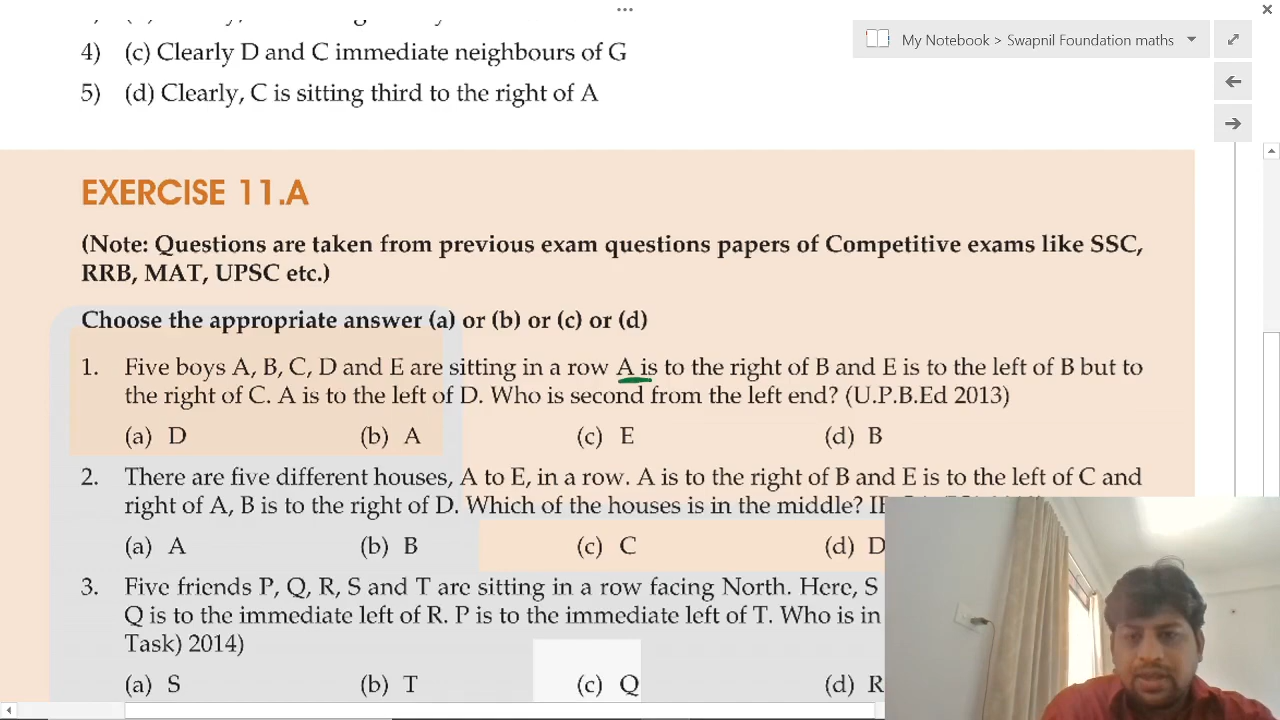 4) (c) Clearly D and C immediate neighbours of G
5) (d) Clearly, C is sitting third to the right of A
My Notebook > Swapnil Foundation maths
EXERCISE 11.A
(Note: Questions are taken from previous exam questions papers of Competitive exams like SSC,
RRB, MAT, UPSC etc.)
Choose the appropriate answer (a) or (b) or (c) or (d)
1. Five boys A, B, C, D and E are sitting in a row A is to the right of B and E is to the left of B but to
the right of C. A is to the left of D. Who is second from the left end? (U.P.B.Ed 2013)
(a) D (b) A (c) E (d) B
2. There are five different houses, A to E, in a row. A is to the right of B and E is to the left of C and
right of A, B is to the right of D. Which of the houses is in the middle?
(a) A (b) B (c) C (d) D
3. Five friends P, Q, R, S and T are sitting in a row facing North. Here, S
Q is to the immediate left of R. P is to the immediate left of T. Who is in
Task) 2014)
(a) S (b) T (c) Q (d) R